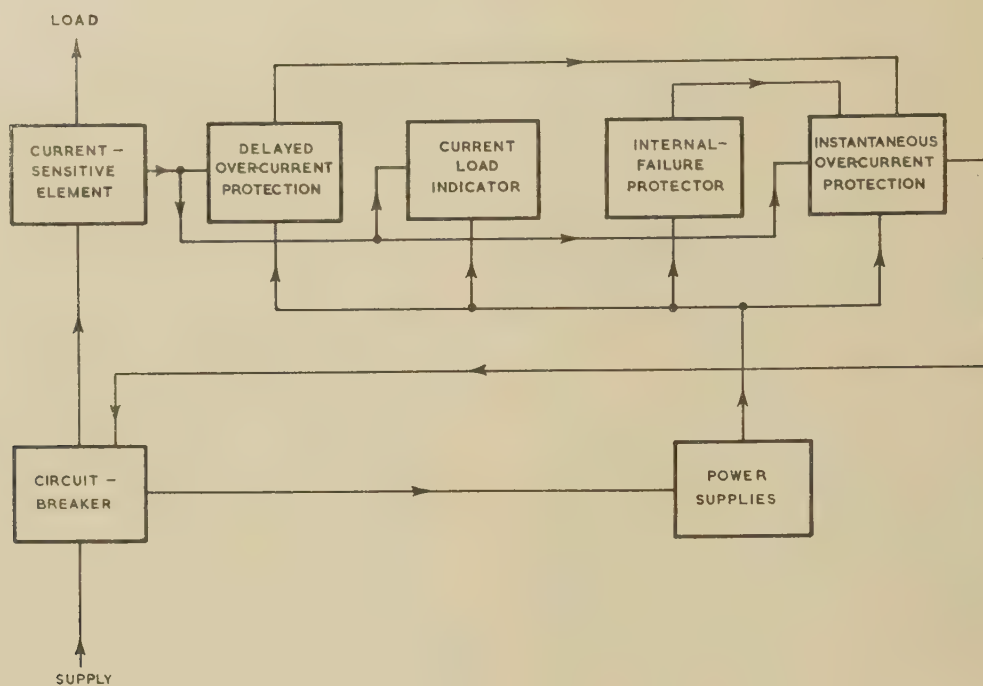 LOAD
CURRENT –
SENSITIVE
ELEMENT
DELAYED
OVER-CURRENT
PROTECTION
CURRENT
LOAD
INDICATOR
INTERNAL-
FAILURE
PROTECTOR
INSTANTANEOUS
OVER-CURRENT
PROTECTION
CIRCUIT –
BREAKER
POWER
SUPPLIES
SUPPLY